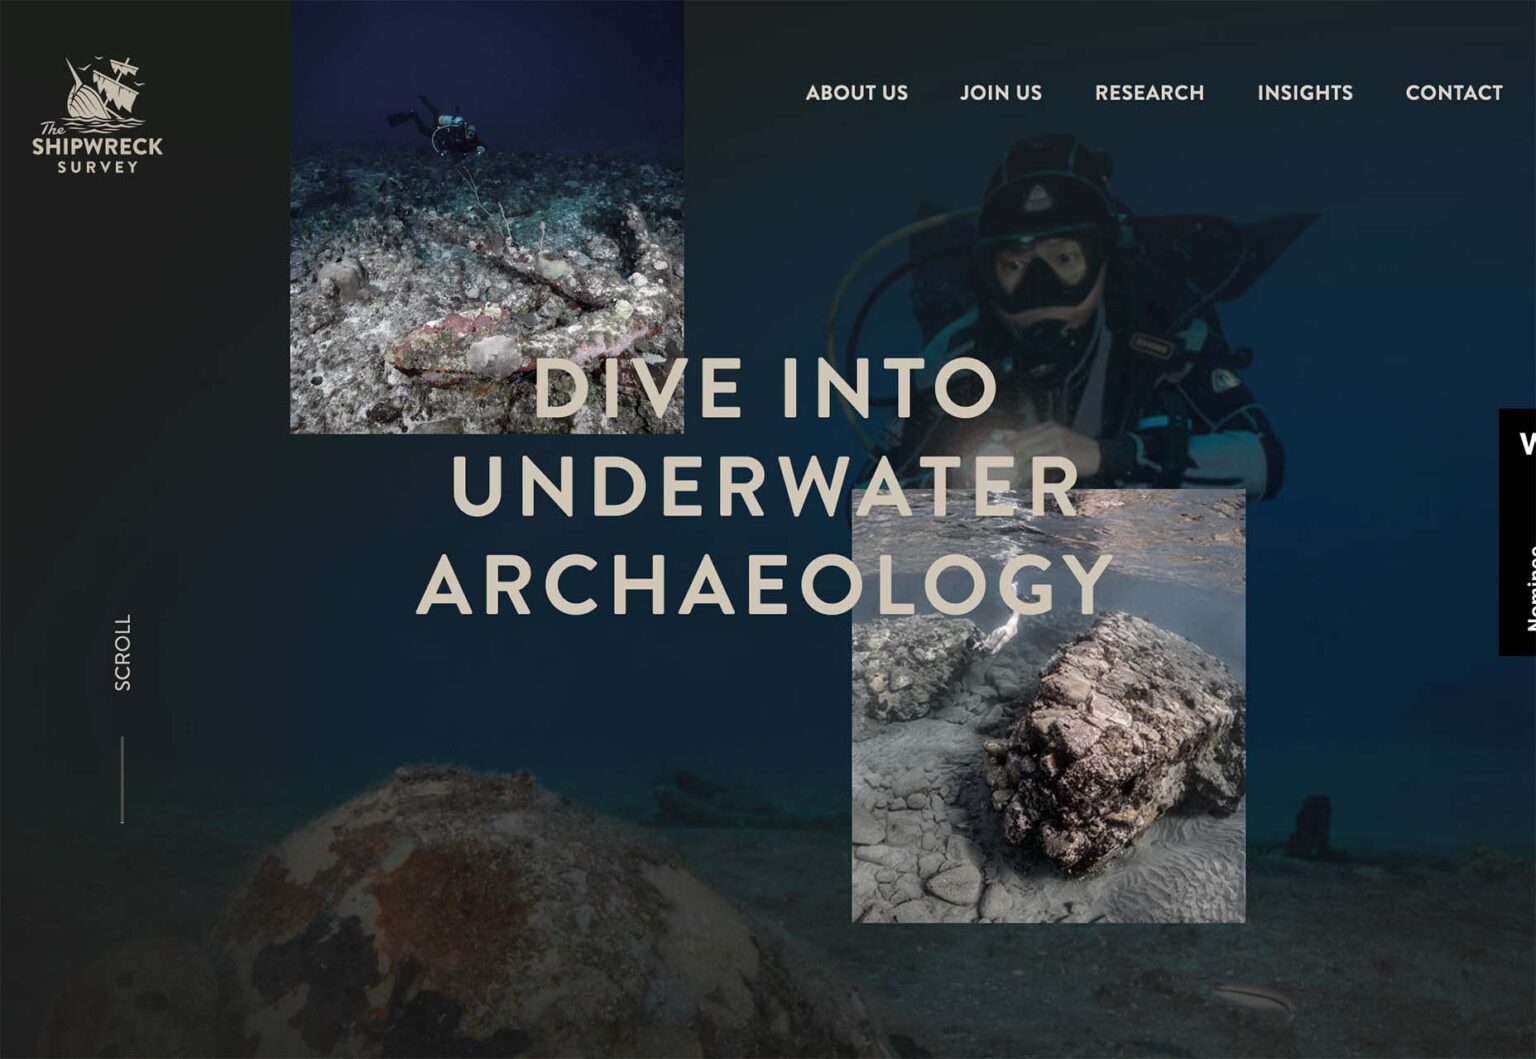 The
SHIPWRECK
SURVEY
ABOUT US
JOIN US
RESEARCH
INSIGHTS
CONTACT
DIVE INTO
UNDERWATER
ARCHAEOLOGY
SCROLL
W
Nominee